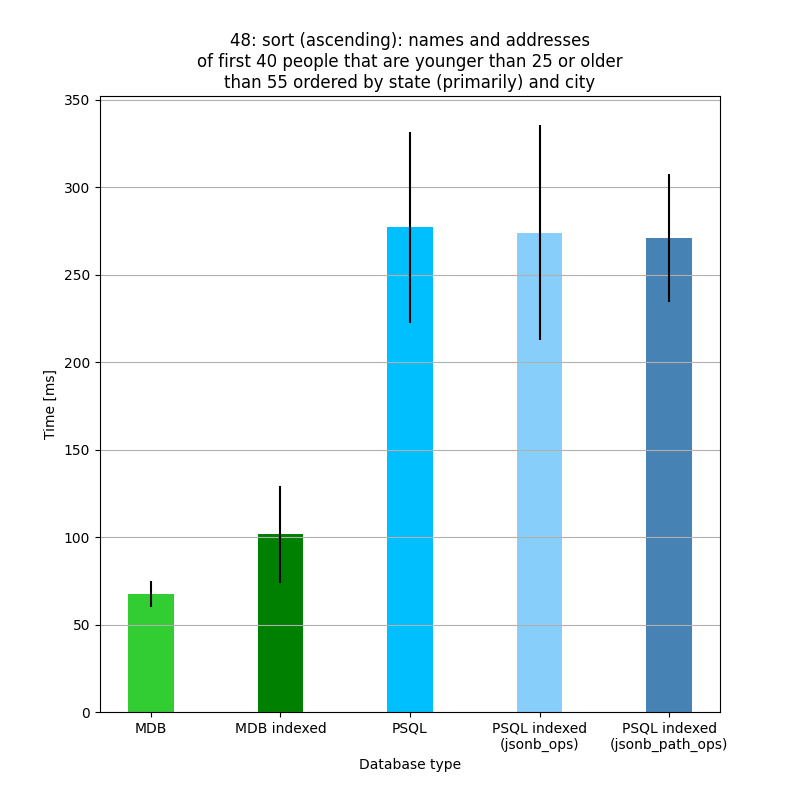 48: sort (ascending): names and addresses
of first 40 people that are younger than 25 or older
than 55 ordered by state (primarily) and city
350
300
250
200
150
100
50
0
Time [ms]
MDB
MDB indexed
PSQL
PSQL indexed
(jsonb_ops)
PSQL indexed
(jsonb_path_ops)
Database type